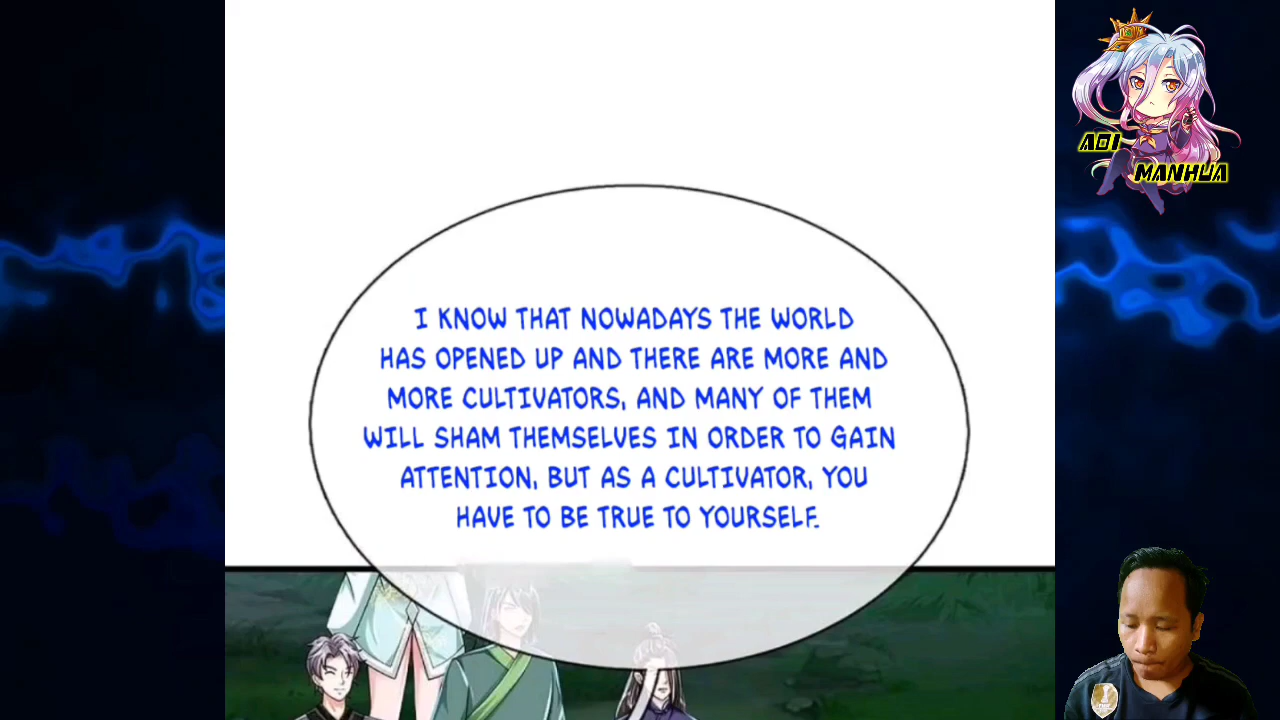 AOI
MANHUA
I KNOW THAT NOWADAYS THE WORLD
HAS OPENED UP AND THERE ARE MORE AND
MORE CULTIVATORS, AND MANY OF THEM
WILL SHAM THEMSELVES IN ORDER TO GAIN
ATTENTION, BUT AS A CULTIVATOR, YOU
HAVE TO BE TRUE TO YOURSELF.